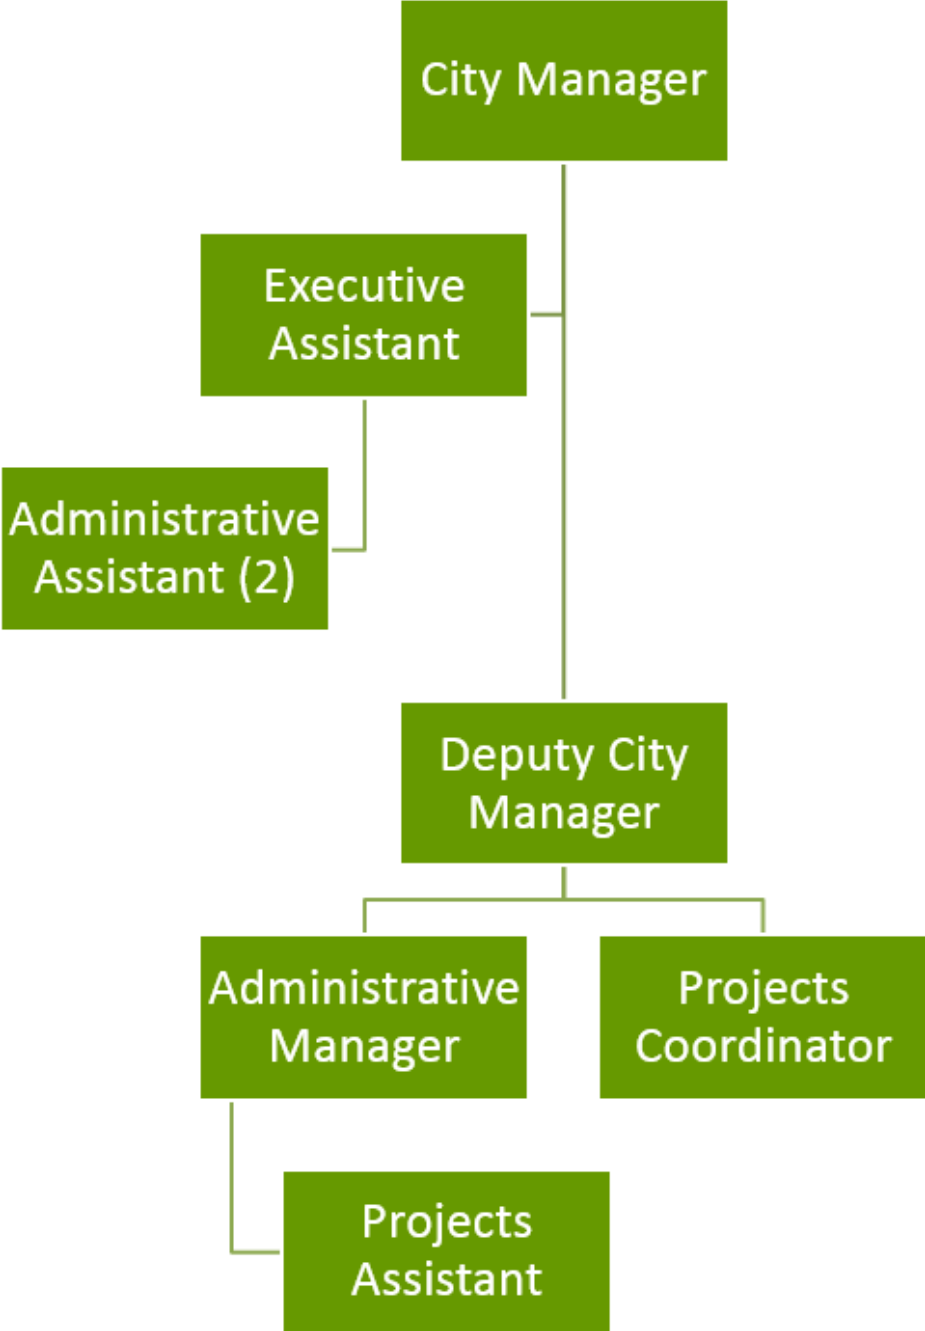 City Manager
Executive
Assistant
Administrative
Assistant (2)
Deputy City
Manager
Administrative
Manager
Projects
Coordinator
Projects
Assistant